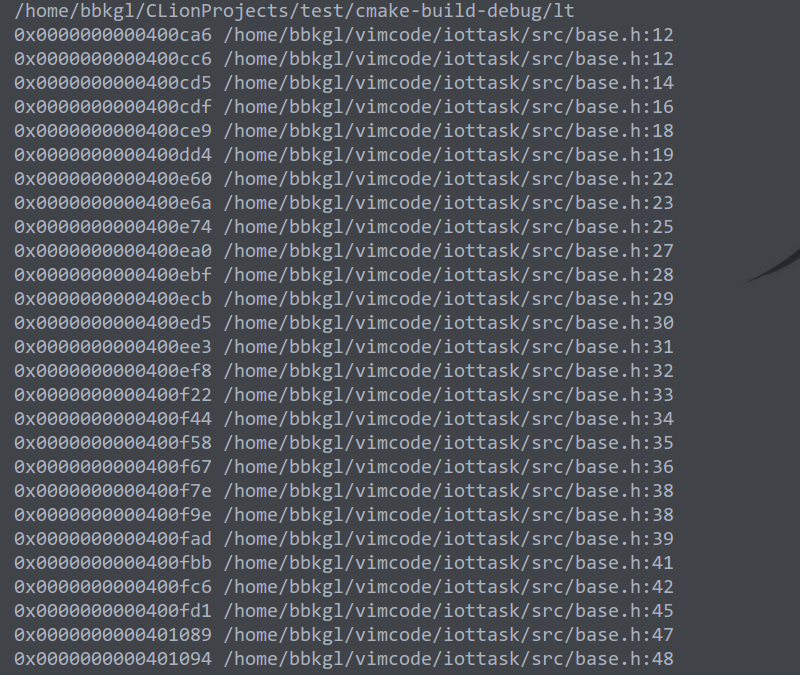 /home/bbkgl/CLionProjects/test/cmake-build-debug/lt
0x0000000000400ca6 /home/bbkgl/vimcode/iottask/src/base.h:12
0x0000000000400cc6 /home/bbkgl/vimcode/iottask/src/base.h:12
0x0000000000400cd5 /home/bbkgl/vimcode/iottask/src/base.h:14
0x0000000000400cdf /home/bbkgl/vimcode/iottask/src/base.h:16
0x0000000000400ce9 /home/bbkgl/vimcode/iottask/src/base.h:18
0x0000000000400dd4 /home/bbkgl/vimcode/iottask/src/base.h:19
0x0000000000400e60 /home/bbkgl/vimcode/iottask/src/base.h:22
0x0000000000400e6a /home/bbkgl/vimcode/iottask/src/base.h:23
0x0000000000400e74 /home/bbkgl/vimcode/iottask/src/base.h:25
0x0000000000400ea0 /home/bbkgl/vimcode/iottask/src/base.h:27
0x0000000000400ebf /home/bbkgl/vimcode/iottask/src/base.h:28
0x0000000000400ecb /home/bbkgl/vimcode/iottask/src/base.h:29
0x0000000000400ed5 /home/bbkgl/vimcode/iottask/src/base.h:30
0x0000000000400ee3 /home/bbkgl/vimcode/iottask/src/base.h:31
0x0000000000400ef8 /home/bbkgl/vimcode/iottask/src/base.h:32
0x0000000000400f22 /home/bbkgl/vimcode/iottask/src/base.h:33
0x0000000000400f44 /home/bbkgl/vimcode/iottask/src/base.h:34
0x0000000000400f58 /home/bbkgl/vimcode/iottask/src/base.h:35
0x0000000000400f67 /home/bbkgl/vimcode/iottask/src/base.h:36
0x0000000000400f7e /home/bbkgl/vimcode/iottask/src/base.h:38
0x0000000000400f9e /home/bbkgl/vimcode/iottask/src/base.h:38
0x0000000000400fad /home/bbkgl/vimcode/iottask/src/base.h:39
0x0000000000400fbb /home/bbkgl/vimcode/iottask/src/base.h:41
0x0000000000400fc6 /home/bbkgl/vimcode/iottask/src/base.h:42
0x0000000000400fd1 /home/bbkgl/vimcode/iottask/src/base.h:45
0x0000000000401089 /home/bbkgl/vimcode/iottask/src/base.h:47
0x0000000000401094 /home/bbkgl/vimcode/iottask/src/base.h:48